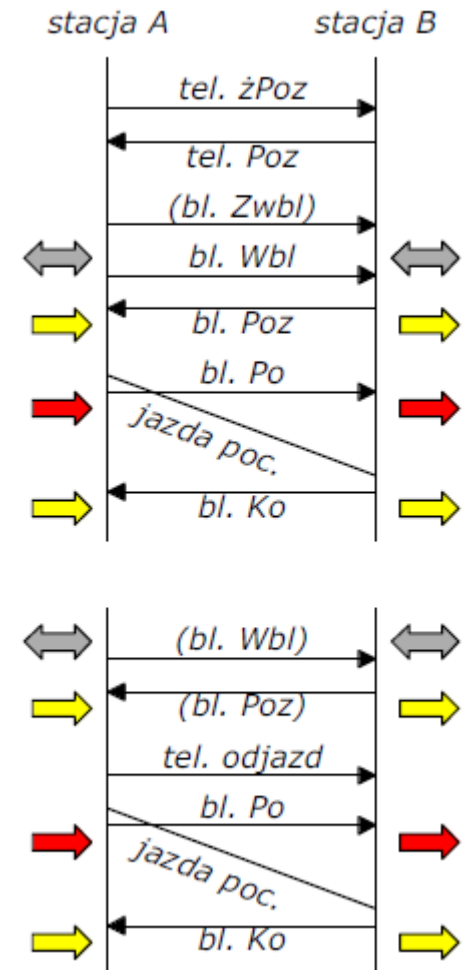 stacja A
stacja B
tel. żPoz
tel. Poz
(bl. Zwbl)
bl. Wbl
bl. Poz
bl. Po
jazda poc.
bl. Ko
(bl. Wbl)
(bl. Poz)
tel. odjazd
bl. Po
jazda poc.
bl. Ko